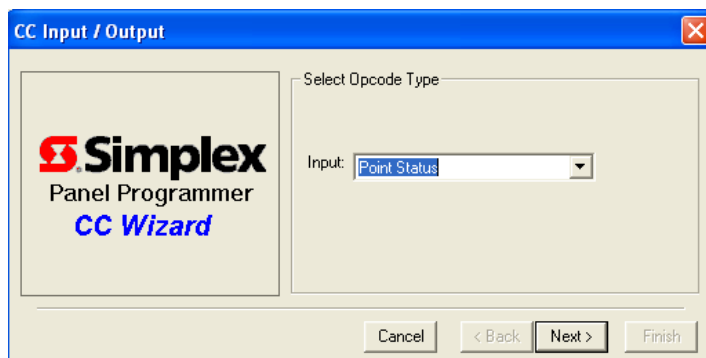 CC Input / Output
Simplex
Panel Programmer
CC Wizard
Select Opcode Type
Input: Point Status
Cancel < Back Next > Finish